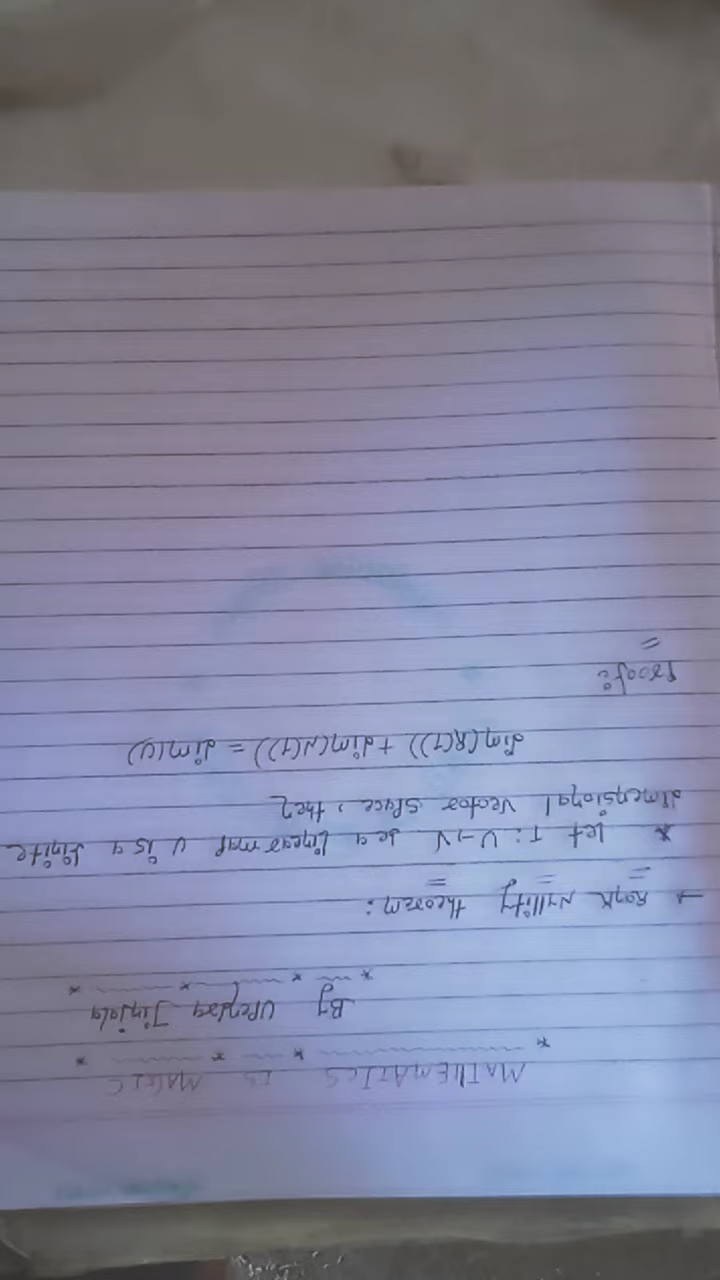 MATHEMATICS IS MAGIC
By Upendra Jinjala
→ Rank Nullity theorem:
* let T: U→V be a linear map U is a finite
dimensional vector space, then
dim(R(T)) + dim(N(T)) = dim(U)
Proof: